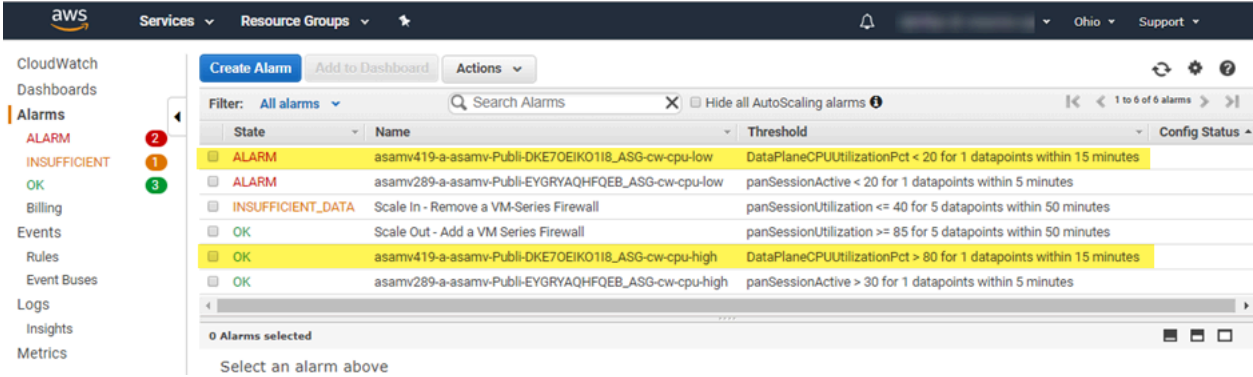 aws Services Resource Groups Ohio Support
CloudWatch
Dashboards
Alarms
ALARM 2
INSUFFICIENT 1
OK 3
Billing
Events
Rules
Event Buses
Logs
Insights
Metrics
Create Alarm Add to Dashboard Actions
Filter: All alarms Search Alarms Hide all AutoScaling alarms 1 to 6 of 6 alarms
State Name Threshold Config Status
ALARM asamv419-a-asamv-Publi-DKE7OEIKO1I8_ASG-cw-cpu-low DataPlaneCPUUtilizationPct < 20 for 1 datapoints within 15 minutes
ALARM asamv289-a-asamv-Publi-EYGRYAQHFQEB_ASG-cw-cpu-low panSessionActive < 20 for 1 datapoints within 5 minutes
INSUFFICIENT_DATA Scale In - Remove a VM-Series Firewall panSessionUtilization <= 40 for 5 datapoints within 50 minutes
OK Scale Out - Add a VM Series Firewall panSessionUtilization >= 85 for 5 datapoints within 50 minutes
OK asamv419-a-asamv-Publi-DKE7OEIKO1I8_ASG-cw-cpu-high DataPlaneCPUUtilizationPct > 80 for 1 datapoints within 15 minutes
OK asamv289-a-asamv-Publi-EYGRYAQHFQEB_ASG-cw-cpu-high panSessionActive > 30 for 1 datapoints within 5 minutes
0 Alarms selected
Select an alarm above